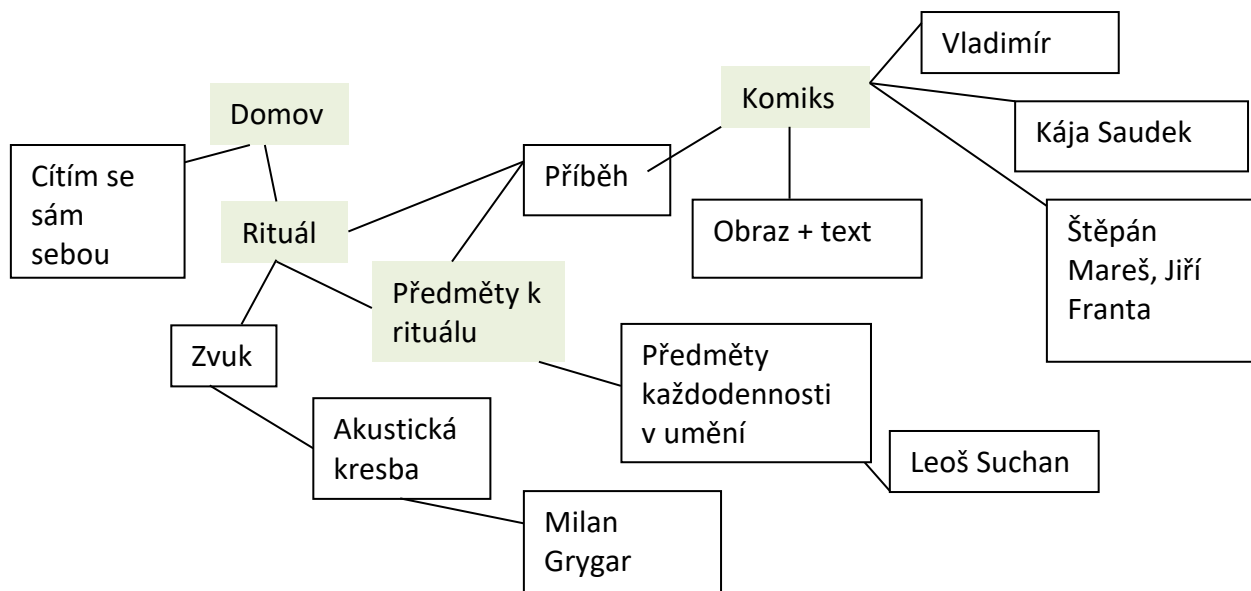 Vladimír
Komiks
Domov
Kája Saudek
Cítím se
sám
sebou
Příběh
Rituál
Obraz + text
Štěpán
Mareš, Jiří
Franta
Předměty k
rituálu
Zvuk
Předměty
každodennosti
v umění
Akustická
kresba
Leoš Suchan
Milan
Grygar